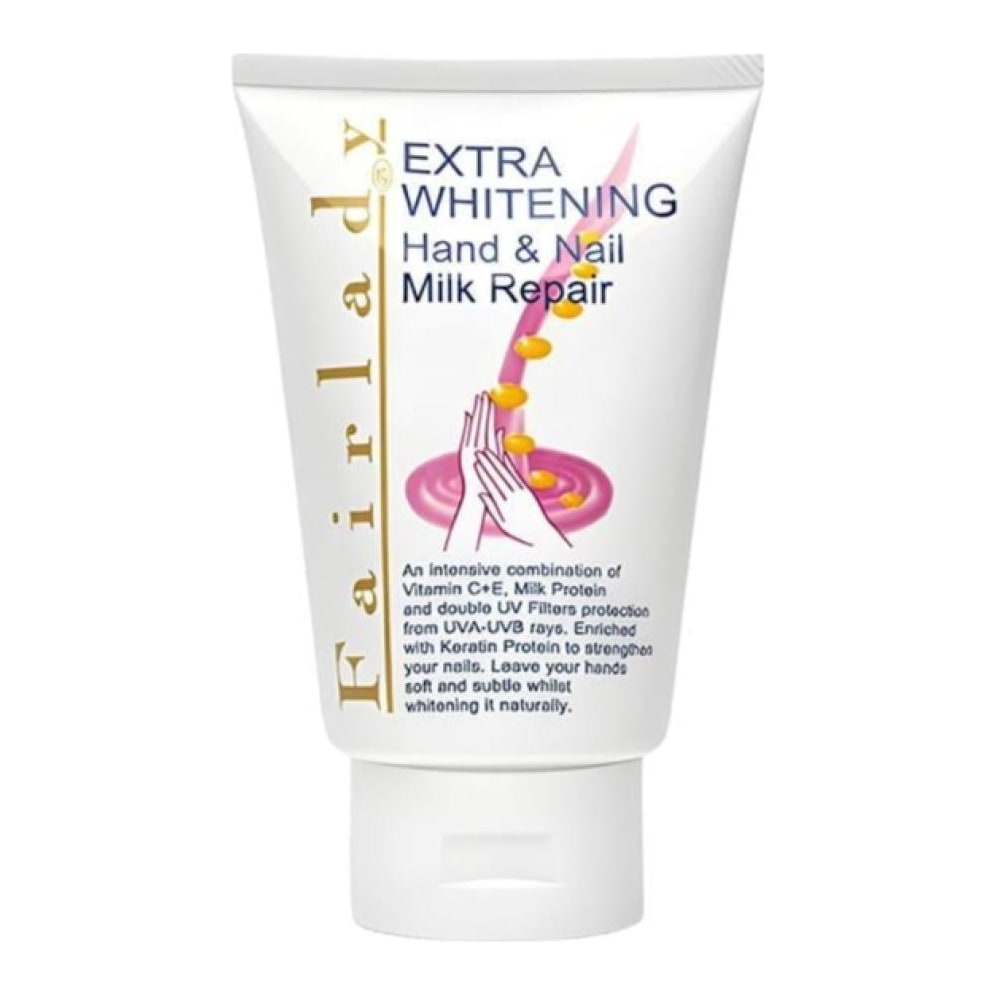 Fairlady®
EXTRA
WHITENING
Hand & Nail
Milk Repair
An intensive combination of
Vitamin C+E, Milk Protein
and double UV Filters protection
from UVA-UVB rays. Enriched
with Keratin Protein to strengthen
your nails. Leave your hands
soft and subtle whilst
whitening it naturally.